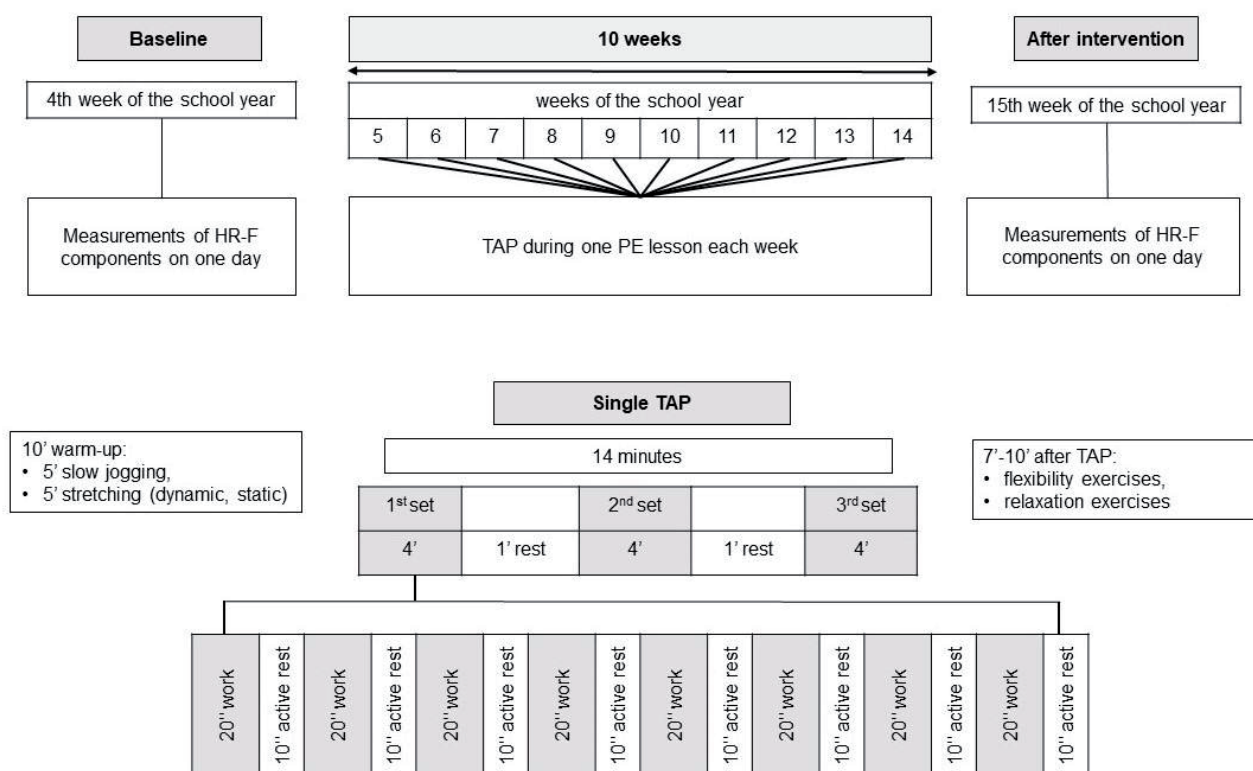 Baseline
10 weeks
After intervention
4th week of the school year
weeks of the school year
15th week of the school year
5 6 7 8 9 10 11 12 13 14
Measurements of HR-F
components on one day
TAP during one PE lesson each week
Measurements of HR-F
components on one day
Single TAP
10' warm-up:
• 5' slow jogging,
• 5' stretching (dynamic, static)
14 minutes
7'-10' after TAP:
• flexibility exercises,
• relaxation exercises
1st set 2nd set 3rd set
4' 1' rest 4' 1' rest 4'
20'' work
10'' active rest
20'' work
10'' active rest
20'' work
10'' active rest
20'' work
10'' active rest
20'' work
10'' active rest
20'' work
10'' active rest
20'' work
10'' active rest
20'' work
10'' active rest